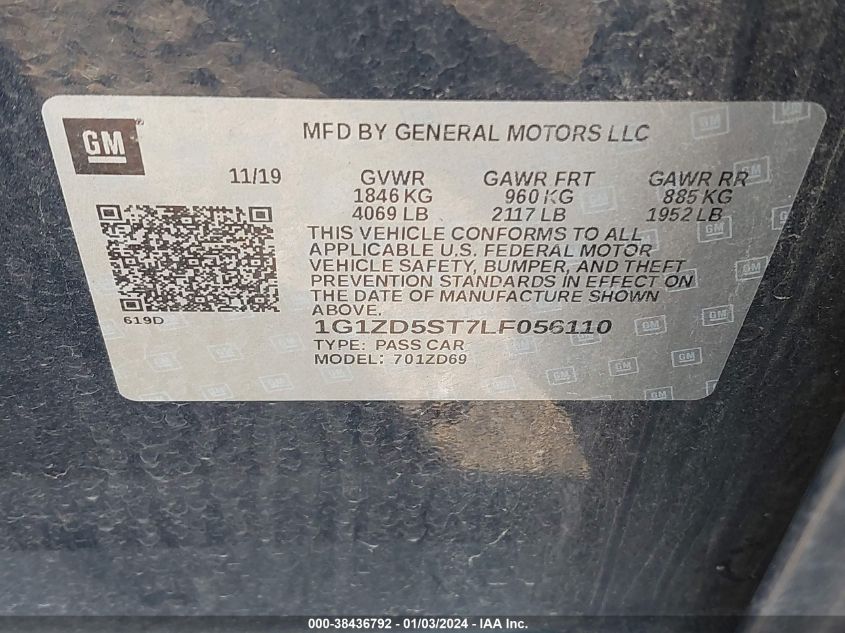 GM
MFD BY GENERAL MOTORS LLC
11/19 GVWR GAWR FRT GAWR RR
1846 KG 960 KG 885 KG
4069 LB 2117 LB 1952 LB
THIS VEHICLE CONFORMS TO ALL
APPLICABLE U.S. FEDERAL MOTOR
VEHICLE SAFETY, BUMPER, AND THEFT
PREVENTION STANDARDS IN EFFECT ON
THE DATE OF MANUFACTURE SHOWN
ABOVE.
619D
1G1ZD5ST7LF056110
TYPE: PASS CAR
MODEL: 701ZD69
000-38436792 - 01/03/2024 - IAA Inc.